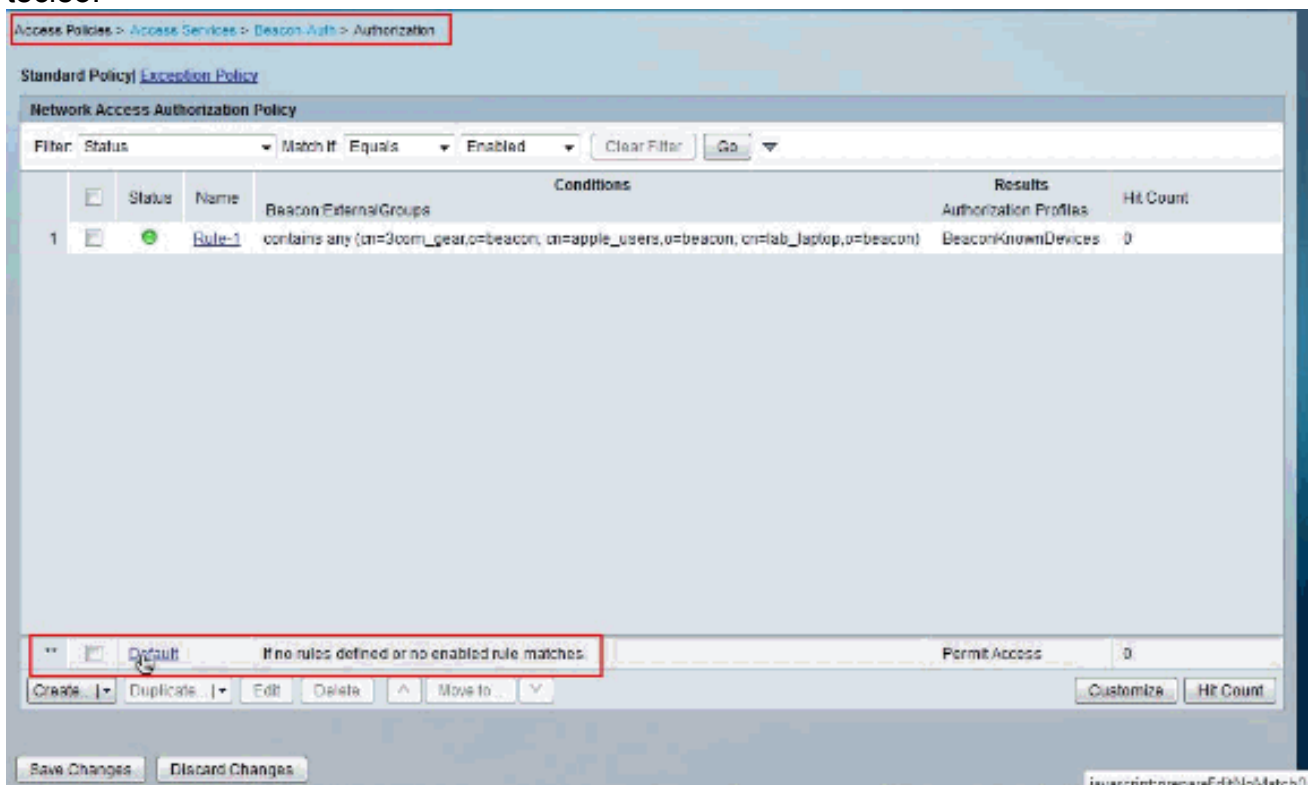 Access Policies > Access Services > Beacon-Auth > Authorization
Standard Policy| Exception Policy
Network Access Authorization Policy
Filter: Status Match if: Equals Enabled Clear Filter Go
Status Name Conditions Results Hit Count
Beacon:ExternalGroups Authorization Profiles
1 Rule-1 contains any (cn=3com_gear,o=beacon, cn=apple_users,o=beacon, cn=lab_laptop,o=beacon) BeaconKnownDevices 0
** Default If no rules defined or no enabled rule matches. Permit Access 0
Create... Duplicate... Edit Delete Move to... Customize Hit Count
Save Changes Discard Changes